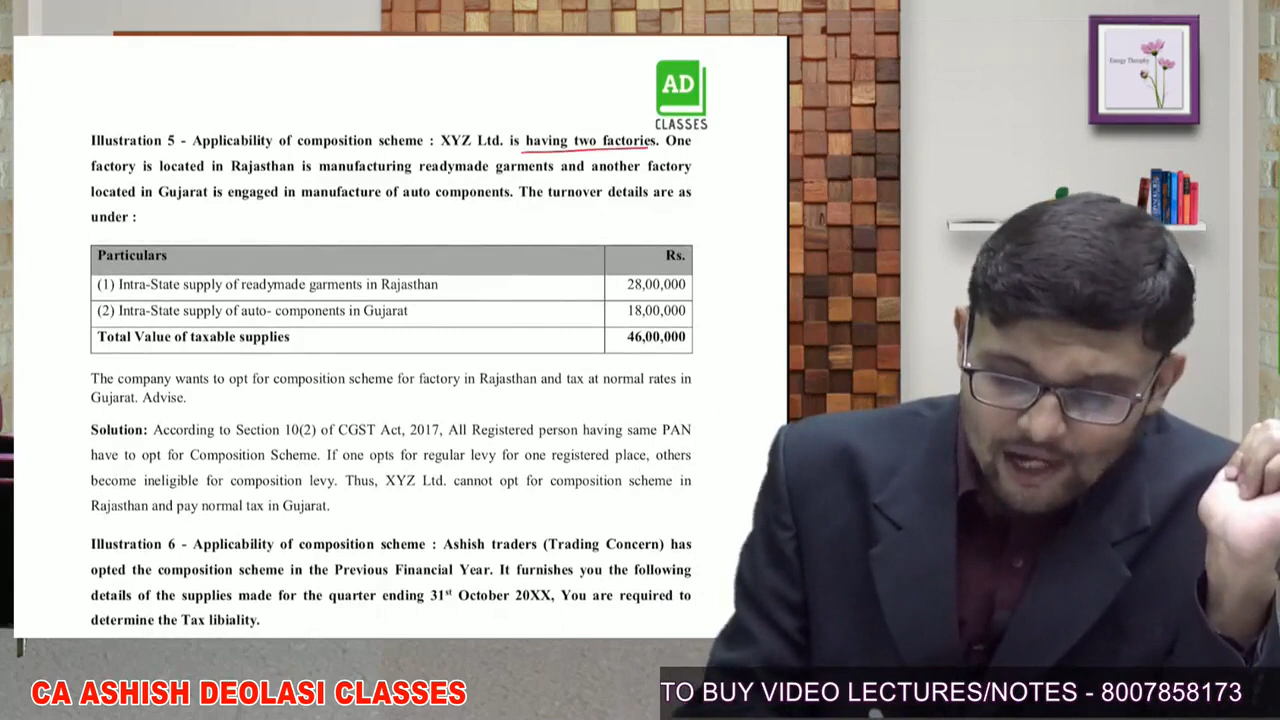 AD
CLASSES
Illustration 5 - Applicability of composition scheme : XYZ Ltd. is having two factories. One
factory is located in Rajasthan is manufacturing readymade garments and another factory
located in Gujarat is engaged in manufacture of auto components. The turnover details are as
under :
Particulars Rs.
(1) Intra-State supply of readymade garments in Rajasthan 28,00,000
(2) Intra-State supply of auto- components in Gujarat 18,00,000
Total Value of taxable supplies 46,00,000
The company wants to opt for composition scheme for factory in Rajasthan and tax at normal rates in
Gujarat. Advise.
Solution: According to Section 10(2) of CGST Act, 2017, All Registered person having same PAN
have to opt for Composition Scheme. If one opts for regular levy for one registered place, others
become ineligible for composition levy. Thus, XYZ Ltd. cannot opt for composition scheme in
Rajasthan and pay normal tax in Gujarat.
Illustration 6 - Applicability of composition scheme : Ashish traders (Trading Concern) has
opted the composition scheme in the Previous Financial Year. It furnishes you the following
details of the supplies made for the quarter ending 31st October 20XX, You are required to
determine the Tax libiality.
Energy Theraphy
CA ASHISH DEOLASI CLASSES
TO BUY VIDEO LECTURES/NOTES - 8007858173